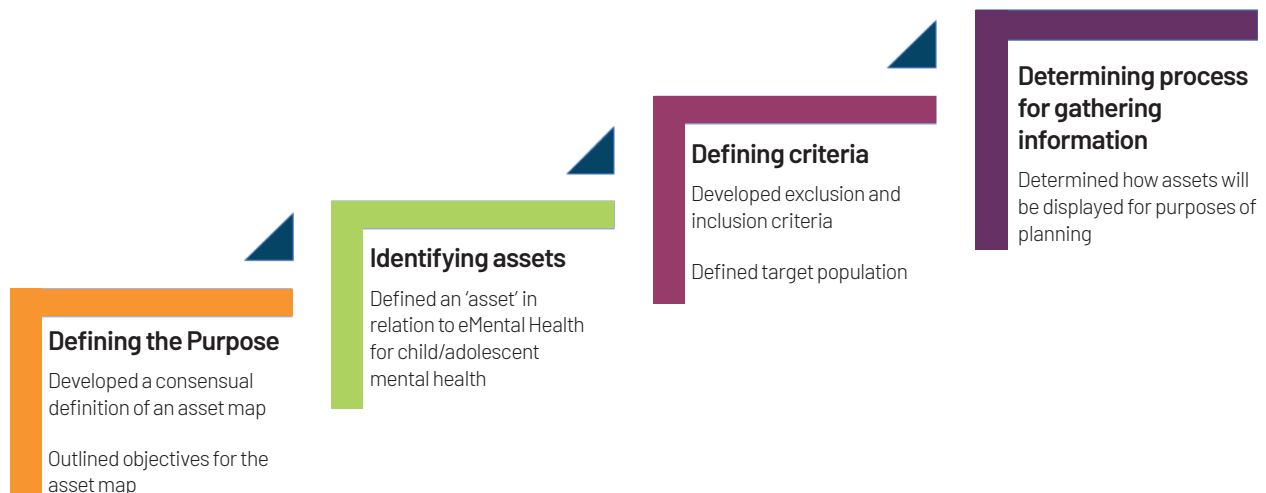 Defining the Purpose
Developed a consensual
definition of an asset map
Outlined objectives for the
asset map
Identifying assets
Defined an ‘asset’ in
relation to eMental Health
for child/adolescent
mental health
Defining criteria
Developed exclusion and
inclusion criteria
Defined target population
Determining process
for gathering
information
Determined how assets will
be displayed for purposes of
planning